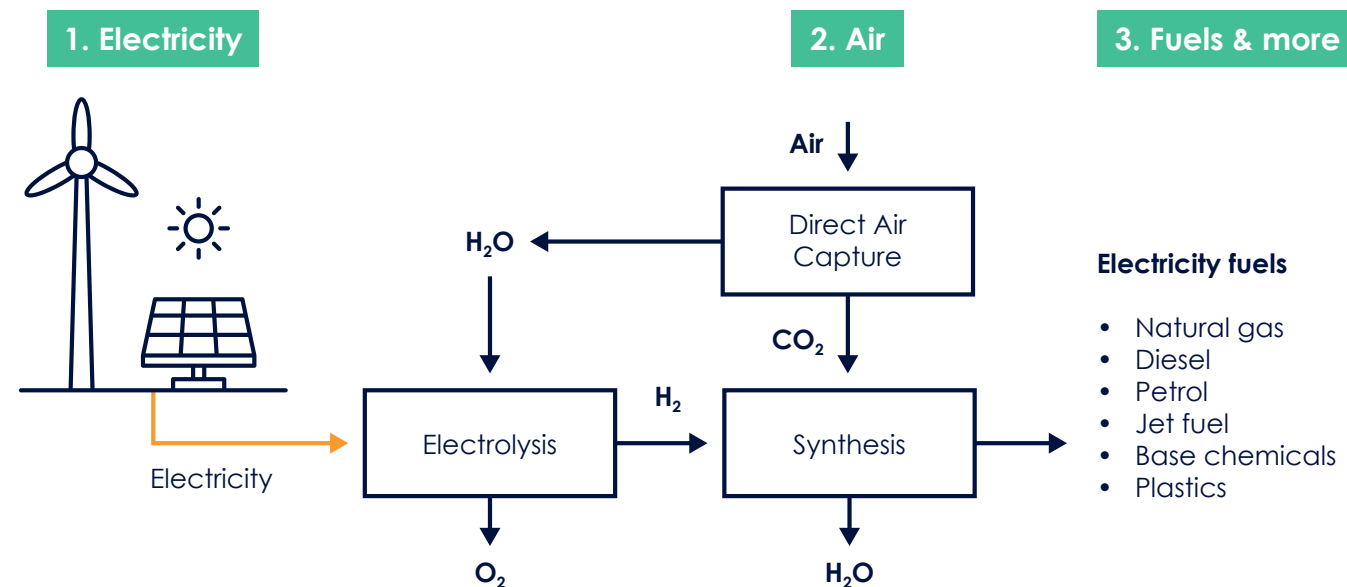 1. Electricity
2. Air
3. Fuels & more
Air
Direct Air
Capture
H₂O
CO₂
Electricity
Electrolysis
H₂
Synthesis
O₂
H₂O
Electricity fuels
• Natural gas
• Diesel
• Petrol
• Jet fuel
• Base chemicals
• Plastics